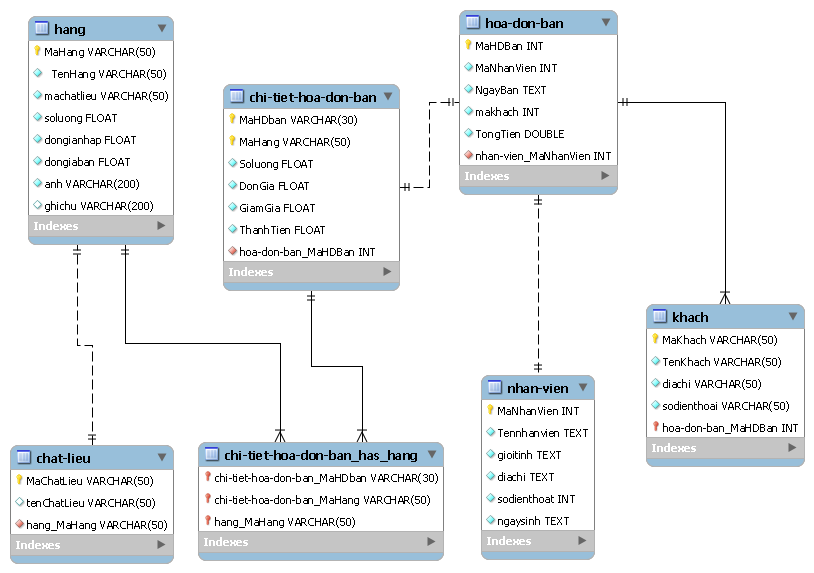 hang
MaHang VARCHAR(50)
TenHang VARCHAR(50)
machatlieu VARCHAR(50)
soluong FLOAT
dongianhap FLOAT
dongiaban FLOAT
anh VARCHAR(200)
ghichu VARCHAR(200)
Indexes
chi-tiet-hoa-don-ban
MaHDban VARCHAR(30)
MaHang VARCHAR(50)
Soluong FLOAT
DonGia FLOAT
GiamGia FLOAT
ThanhTien FLOAT
hoa-don-ban_MaHDBan INT
Indexes
hoa-don-ban
MaHDBan INT
MaNhanVien INT
NgayBan TEXT
makhach INT
TongTien DOUBLE
nhan-vien_MaNhanVien INT
Indexes
khach
MaKhach VARCHAR(50)
TenKhach VARCHAR(50)
diachi VARCHAR(50)
sodienthoai VARCHAR(50)
hoa-don-ban_MaHDBan INT
Indexes
chat-lieu
MaChatLieu VARCHAR(50)
tenChatLieu VARCHAR(50)
hang_MaHang VARCHAR(50)
Indexes
chi-tiet-hoa-don-ban_has_hang
chi-tiet-hoa-don-ban_MaHDban VARCHAR(30)
chi-tiet-hoa-don-ban_MaHang VARCHAR(50)
hang_MaHang VARCHAR(50)
Indexes
nhan-vien
MaNhanVien INT
Tennhanvien TEXT
gioitinh TEXT
diachi TEXT
sodienthoat INT
ngaysinh TEXT
Indexes